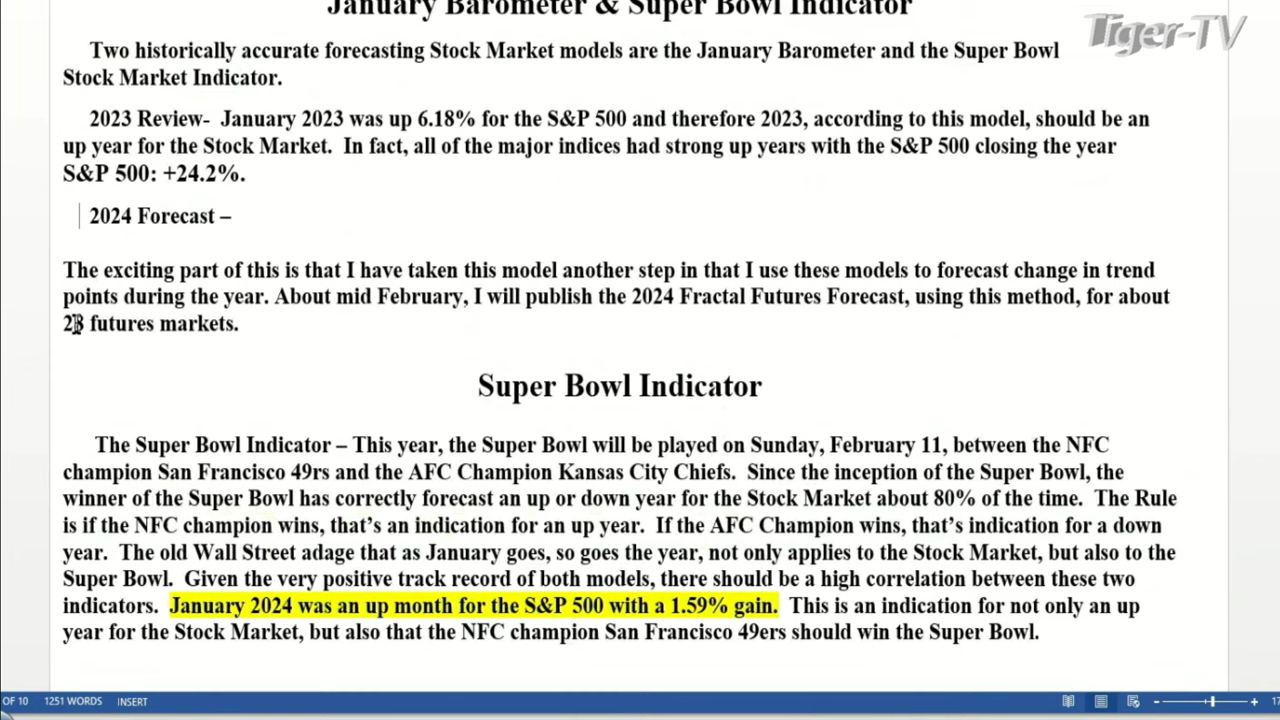 January Barometer & Super Bowl Indicator
Tiger-TV
Two historically accurate forecasting Stock Market models are the January Barometer and the Super Bowl
Stock Market Indicator.
2023 Review- January 2023 was up 6.18% for the S&P 500 and therefore 2023, according to this model, should be an
up year for the Stock Market. In fact, all of the major indices had strong up years with the S&P 500 closing the year
S&P 500: +24.2%.
2024 Forecast –
The exciting part of this is that I have taken this model another step in that I use these models to forecast change in trend
points during the year. About mid February, I will publish the 2024 Fractal Futures Forecast, using this method, for about
futures markets.
Super Bowl Indicator
The Super Bowl Indicator – This year, the Super Bowl will be played on Sunday, February 11, between the NFC
champion San Francisco 49rs and the AFC Champion Kansas City Chiefs. Since the inception of the Super Bowl, the
winner of the Super Bowl has correctly forecast an up or down year for the Stock Market about 80% of the time. The Rule
is if the NFC champion wins, that’s an indication for an up year. If the AFC Champion wins, that’s indication for a down
year. The old Wall Street adage that as January goes, so goes the year, not only applies to the Stock Market, but also to the
Super Bowl. Given the very positive track record of both models, there should be a high correlation between these two
indicators. January 2024 was an up month for the S&P 500 with a 1.59% gain. This is an indication for not only an up
year for the Stock Market, but also that the NFC champion San Francisco 49ers should win the Super Bowl.
OF 10 1251 WORDS INSERT